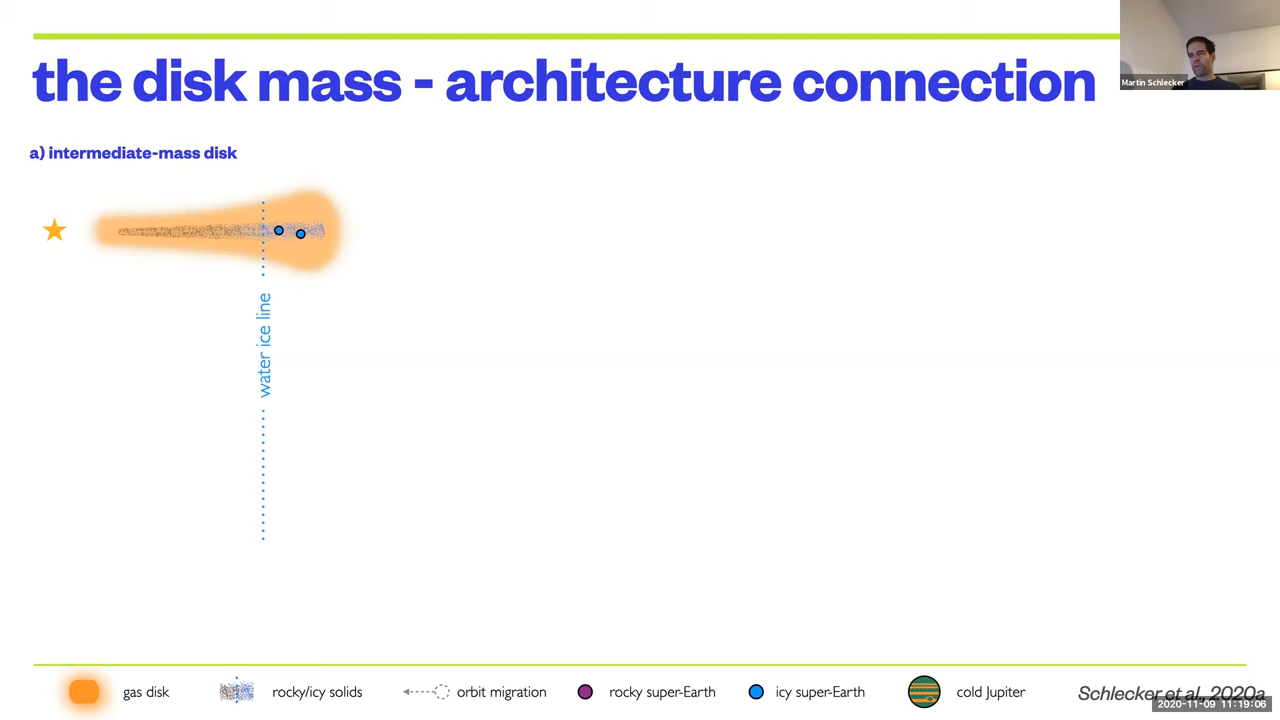 the disk mass - architecture connection
Martin Schlecker
a) intermediate-mass disk
water ice line
gas disk
rocky/icy solids
orbit migration
rocky super-Earth
icy super-Earth
cold Jupiter
Schlecker et al., 2020a
2020-11-09 11:19:06